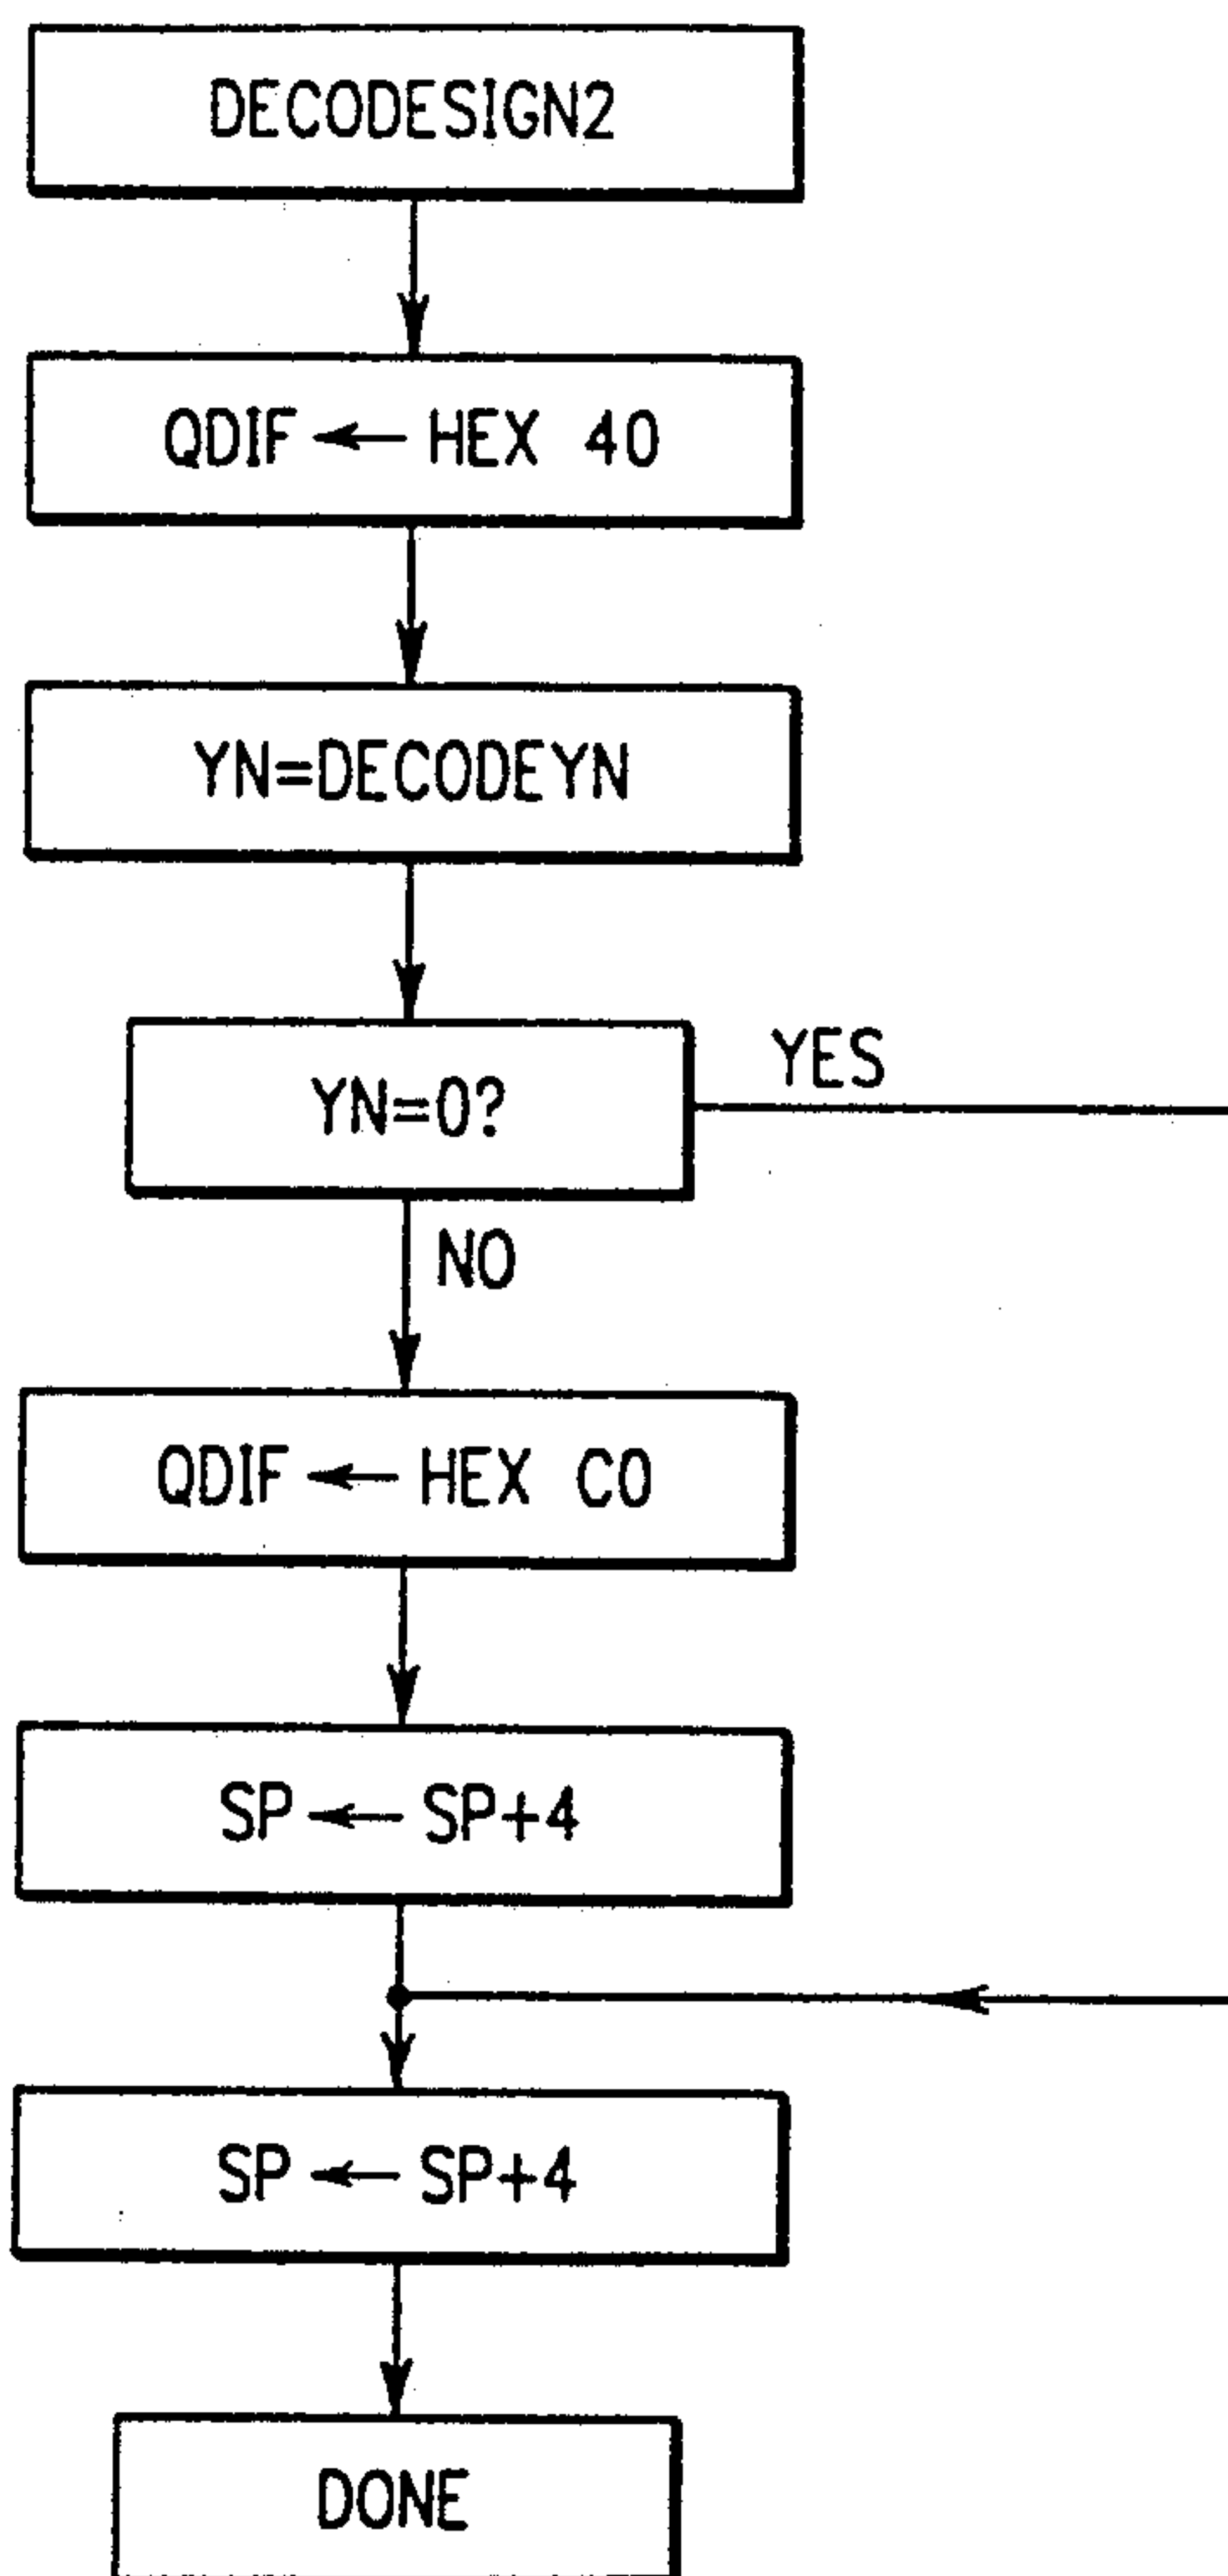 DECODESIGN2
QDIF ← HEX 40
YN=DECODEYN
YN=0?
YES
NO
QDIF ← HEX C0
SP ← SP+4
SP ← SP+4
DONE